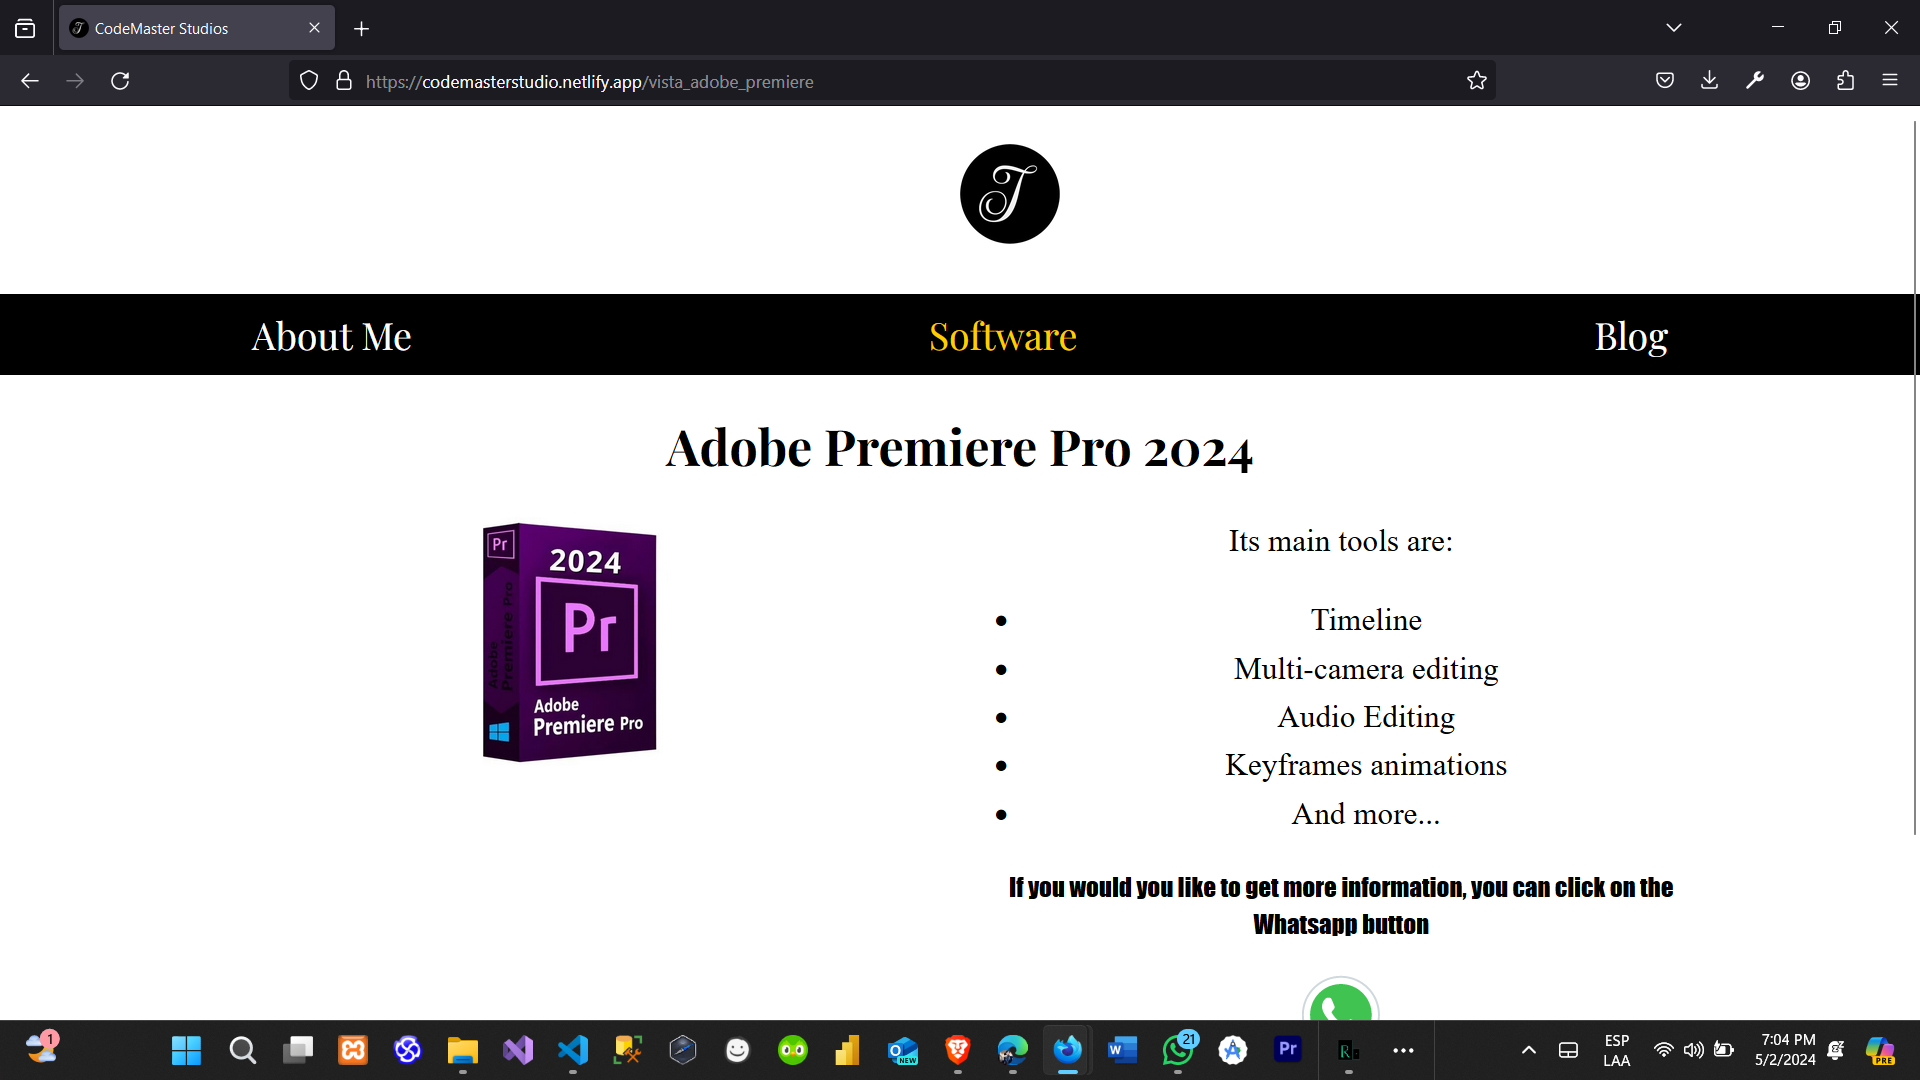 CodeMaster Studios
https://codemasterstudio.netlify.app/vista_adobe_premiere
T
About Me
Software
Blog
Adobe Premiere Pro 2024
Pr
2024
Pr
Adobe
Premiere Pro
Adobe
Premiere Pro
Its main tools are:
Timeline
Multi-camera editing
Audio Editing
Keyframes animations
And more...
If you would you like to get more information, you can click on the
Whatsapp button
1
NEW
21
Pr
ESP
LAA
7:04 PM
5/2/2024
PRE